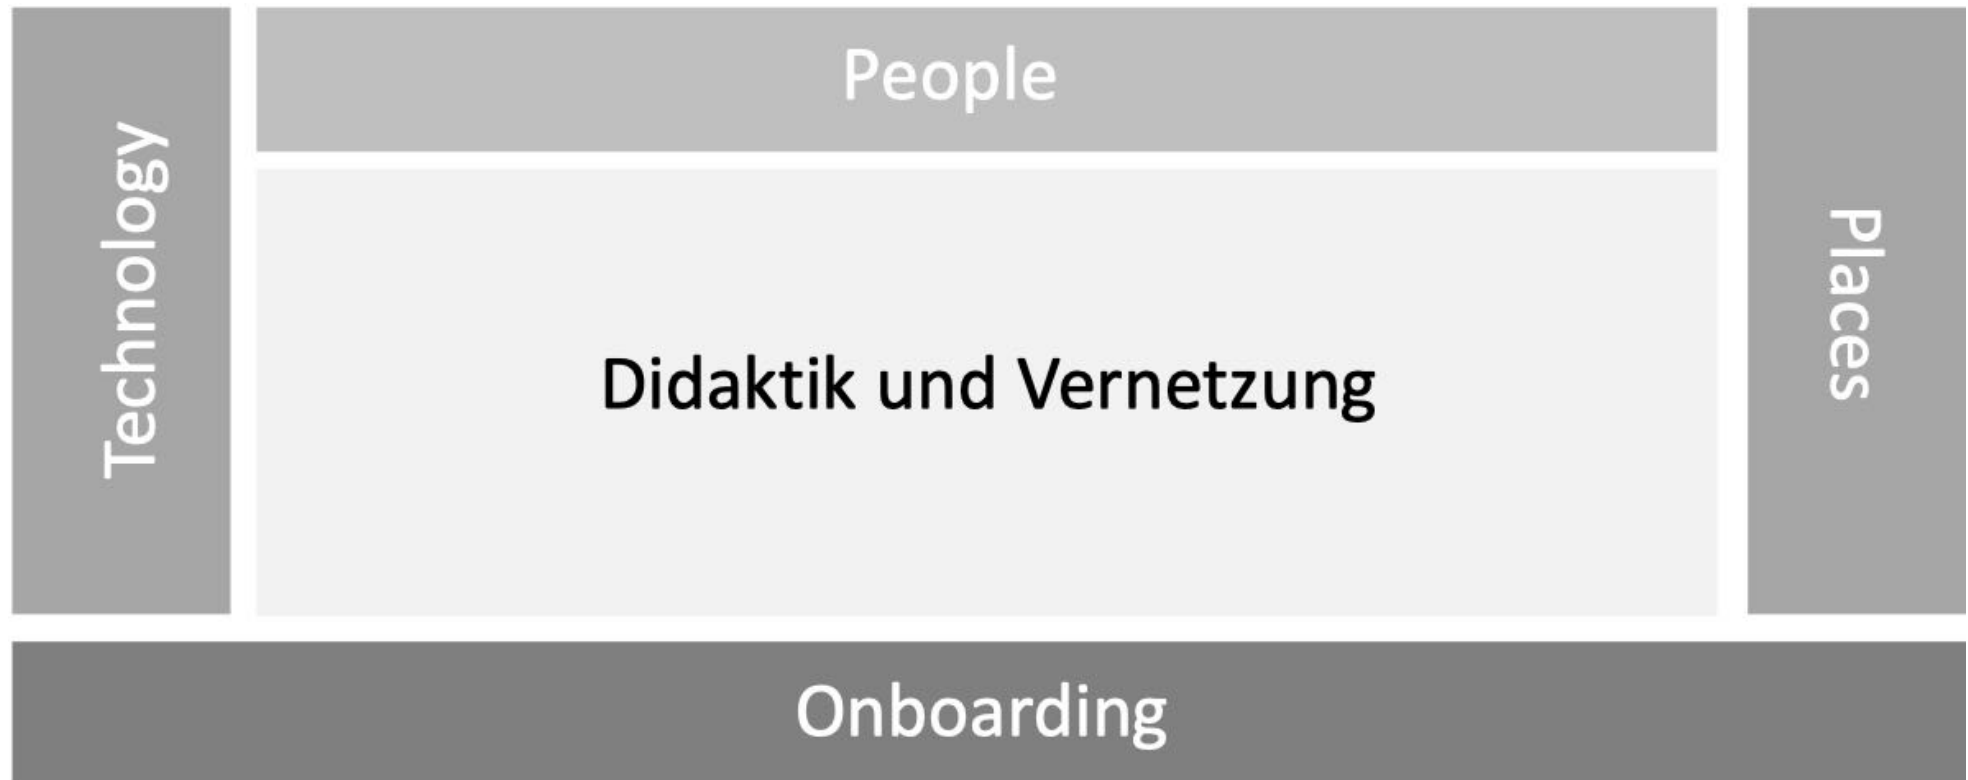 People
Technology
Didaktik und Vernetzung
Places
Onboarding